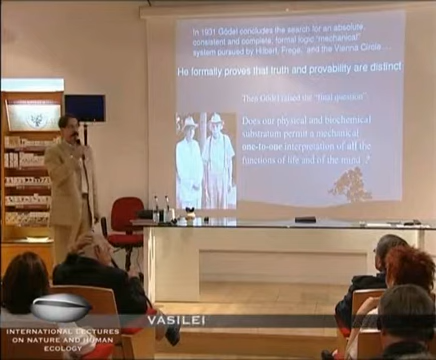 In 1931 Gödel concludes the search for an absolute,
consistent and complete, formal logic "mechanical"
system pursued by Hilbert, Frege, and the Vienna Circle ...
He formally proves that truth and provability are distinct
Then Gödel raised the "final question":
Does our physical and biochemical
substratum permit a mechanical
one-to-one interpretation of all the
functions of life and of the mind ?
VASILEI
INTERNATIONAL LECTURES
ON NATURE AND HUMAN
ECOLOGY